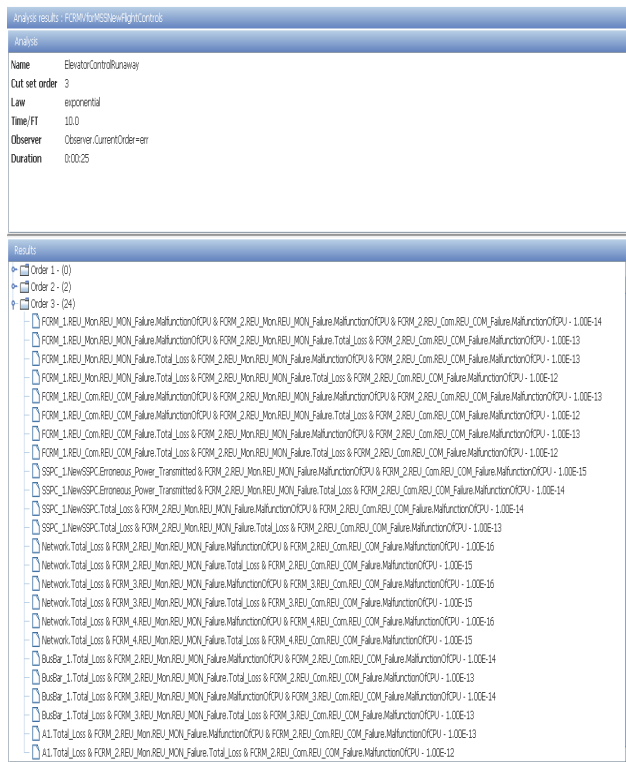 Analysis results : FCRMVforMSSNewFlightControls
Analysis
Name ElevatorControlRunaway
Cut set order 3
Law exponential
Time/FT 10.0
Observer Observer.CurrentOrder=err
Duration 0:00:25
Results
Order 1 - (0)
Order 2 - (2)
Order 3 - (24)
FCRM_1.REU_Mon.REU_MON_Failure.MalfunctionOfCPU & FCRM_2.REU_Mon.REU_MON_Failure.MalfunctionOfCPU & FCRM_2.REU_Com.REU_COM_Failure.MalfunctionOfCPU - 1.00E-14
FCRM_1.REU_Mon.REU_MON_Failure.MalfunctionOfCPU & FCRM_2.REU_Mon.REU_MON_Failure.Total_Loss & FCRM_2.REU_Com.REU_COM_Failure.MalfunctionOfCPU - 1.00E-13
FCRM_1.REU_Mon.REU_MON_Failure.Total_Loss & FCRM_2.REU_Mon.REU_MON_Failure.MalfunctionOfCPU & FCRM_2.REU_Com.REU_COM_Failure.MalfunctionOfCPU - 1.00E-13
FCRM_1.REU_Mon.REU_MON_Failure.Total_Loss & FCRM_2.REU_Mon.REU_MON_Failure.Total_Loss & FCRM_2.REU_Com.REU_COM_Failure.MalfunctionOfCPU - 1.00E-12
FCRM_1.REU_Com.REU_COM_Failure.MalfunctionOfCPU & FCRM_2.REU_Mon.REU_MON_Failure.MalfunctionOfCPU & FCRM_2.REU_Com.REU_COM_Failure.MalfunctionOfCPU - 1.00E-13
FCRM_1.REU_Com.REU_COM_Failure.MalfunctionOfCPU & FCRM_2.REU_Mon.REU_MON_Failure.Total_Loss & FCRM_2.REU_Com.REU_COM_Failure.MalfunctionOfCPU - 1.00E-12
FCRM_1.REU_Com.REU_COM_Failure.Total_Loss & FCRM_2.REU_Mon.REU_MON_Failure.MalfunctionOfCPU & FCRM_2.REU_Com.REU_COM_Failure.MalfunctionOfCPU - 1.00E-13
FCRM_1.REU_Com.REU_COM_Failure.Total_Loss & FCRM_2.REU_Mon.REU_MON_Failure.Total_Loss & FCRM_2.REU_Com.REU_COM_Failure.MalfunctionOfCPU - 1.00E-12
SSPC_1.NewSSPC.Erroneous_Power_Transmitted & FCRM_2.REU_Mon.REU_MON_Failure.MalfunctionOfCPU & FCRM_2.REU_Com.REU_COM_Failure.MalfunctionOfCPU - 1.00E-15
SSPC_1.NewSSPC.Erroneous_Power_Transmitted & FCRM_2.REU_Mon.REU_MON_Failure.Total_Loss & FCRM_2.REU_Com.REU_COM_Failure.MalfunctionOfCPU - 1.00E-14
SSPC_1.NewSSPC.Total_Loss & FCRM_2.REU_Mon.REU_MON_Failure.MalfunctionOfCPU & FCRM_2.REU_Com.REU_COM_Failure.MalfunctionOfCPU - 1.00E-14
SSPC_1.NewSSPC.Total_Loss & FCRM_2.REU_Mon.REU_MON_Failure.Total_Loss & FCRM_2.REU_Com.REU_COM_Failure.MalfunctionOfCPU - 1.00E-13
Network.Total_Loss & FCRM_2.REU_Mon.REU_MON_Failure.MalfunctionOfCPU & FCRM_2.REU_Com.REU_COM_Failure.MalfunctionOfCPU - 1.00E-16
Network.Total_Loss & FCRM_2.REU_Mon.REU_MON_Failure.Total_Loss & FCRM_2.REU_Com.REU_COM_Failure.MalfunctionOfCPU - 1.00E-15
Network.Total_Loss & FCRM_3.REU_Mon.REU_MON_Failure.MalfunctionOfCPU & FCRM_3.REU_Com.REU_COM_Failure.MalfunctionOfCPU - 1.00E-16
Network.Total_Loss & FCRM_3.REU_Mon.REU_MON_Failure.Total_Loss & FCRM_3.REU_Com.REU_COM_Failure.MalfunctionOfCPU - 1.00E-15
Network.Total_Loss & FCRM_4.REU_Mon.REU_MON_Failure.MalfunctionOfCPU & FCRM_4.REU_Com.REU_COM_Failure.MalfunctionOfCPU - 1.00E-16
Network.Total_Loss & FCRM_4.REU_Mon.REU_MON_Failure.Total_Loss & FCRM_4.REU_Com.REU_COM_Failure.MalfunctionOfCPU - 1.00E-15
BusBar_1.Total_Loss & FCRM_2.REU_Mon.REU_MON_Failure.MalfunctionOfCPU & FCRM_2.REU_Com.REU_COM_Failure.MalfunctionOfCPU - 1.00E-14
BusBar_1.Total_Loss & FCRM_2.REU_Mon.REU_MON_Failure.Total_Loss & FCRM_2.REU_Com.REU_COM_Failure.MalfunctionOfCPU - 1.00E-13
BusBar_1.Total_Loss & FCRM_3.REU_Mon.REU_MON_Failure.MalfunctionOfCPU & FCRM_3.REU_Com.REU_COM_Failure.MalfunctionOfCPU - 1.00E-14
BusBar_1.Total_Loss & FCRM_3.REU_Mon.REU_MON_Failure.Total_Loss & FCRM_3.REU_Com.REU_COM_Failure.MalfunctionOfCPU - 1.00E-13
A1.Total_Loss & FCRM_2.REU_Mon.REU_MON_Failure.MalfunctionOfCPU & FCRM_2.REU_Com.REU_COM_Failure.MalfunctionOfCPU - 1.00E-13
A1.Total_Loss & FCRM_2.REU_Mon.REU_MON_Failure.Total_Loss & FCRM_2.REU_Com.REU_COM_Failure.MalfunctionOfCPU - 1.00E-12